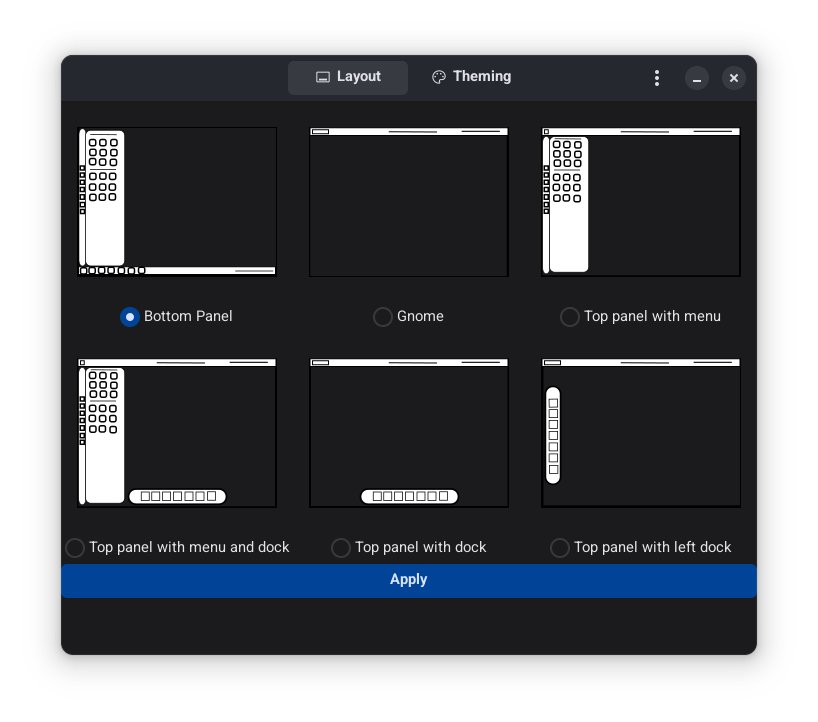 Layout
Theming
Bottom Panel
Gnome
Top panel with menu
Top panel with menu and dock
Top panel with dock
Top panel with left dock
Apply